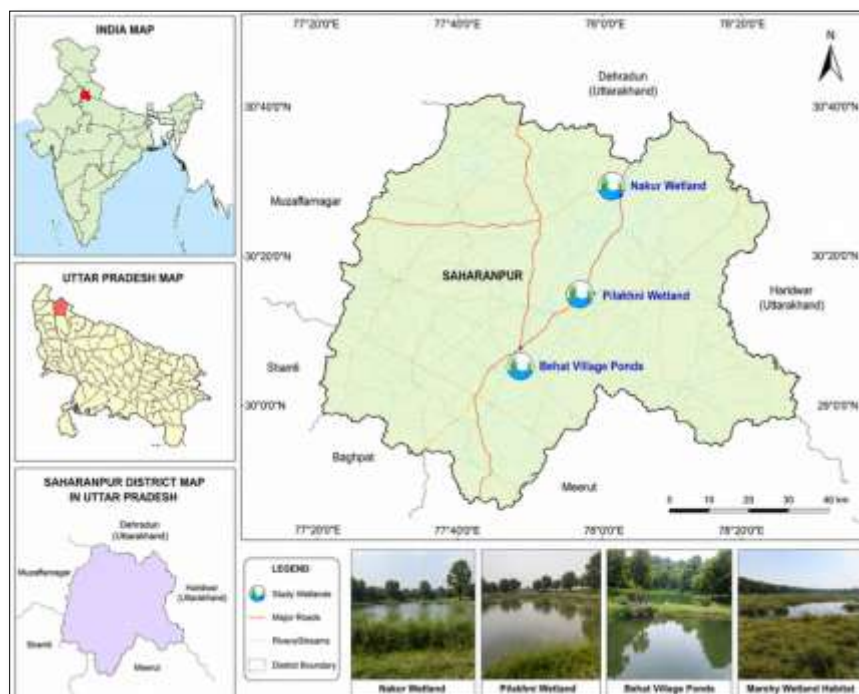 INDIA MAP
UTTAR PRADESH MAP
SAHARANPUR DISTRICT MAP
IN UTTAR PRADESH
Dehradun
(Uttarakhand)
Muzaffarnagar
Haridwar
(Uttarakhand)
Shamli
Meerut
77°20'0"E
77°40'0"E
78°0'0"E
78°20'0"E
N
Dehradun
(Uttarakhand)
30°40'0"N
30°40'0"N
Nakur Wetland
Muzaffarnagar
30°20'0"N
30°20'0"N
SAHARANPUR
Pilakhni Wetland
Haridwar
(Uttarakhand)
Shamli
Behat Village Ponds
30°0'0"N
29°0'0"N
Baghpat
Meerut
0 10 20 30 40 km
77°20'0"E
77°40'0"E
78°0'0"E
78°20'0"E
LEGEND
Study Wetlands
Major Roads
Rivers/Streams
District Boundary
Nakur Wetland
Pilakhni Wetland
Behat Village Ponds
Marshy Wetland Habitat